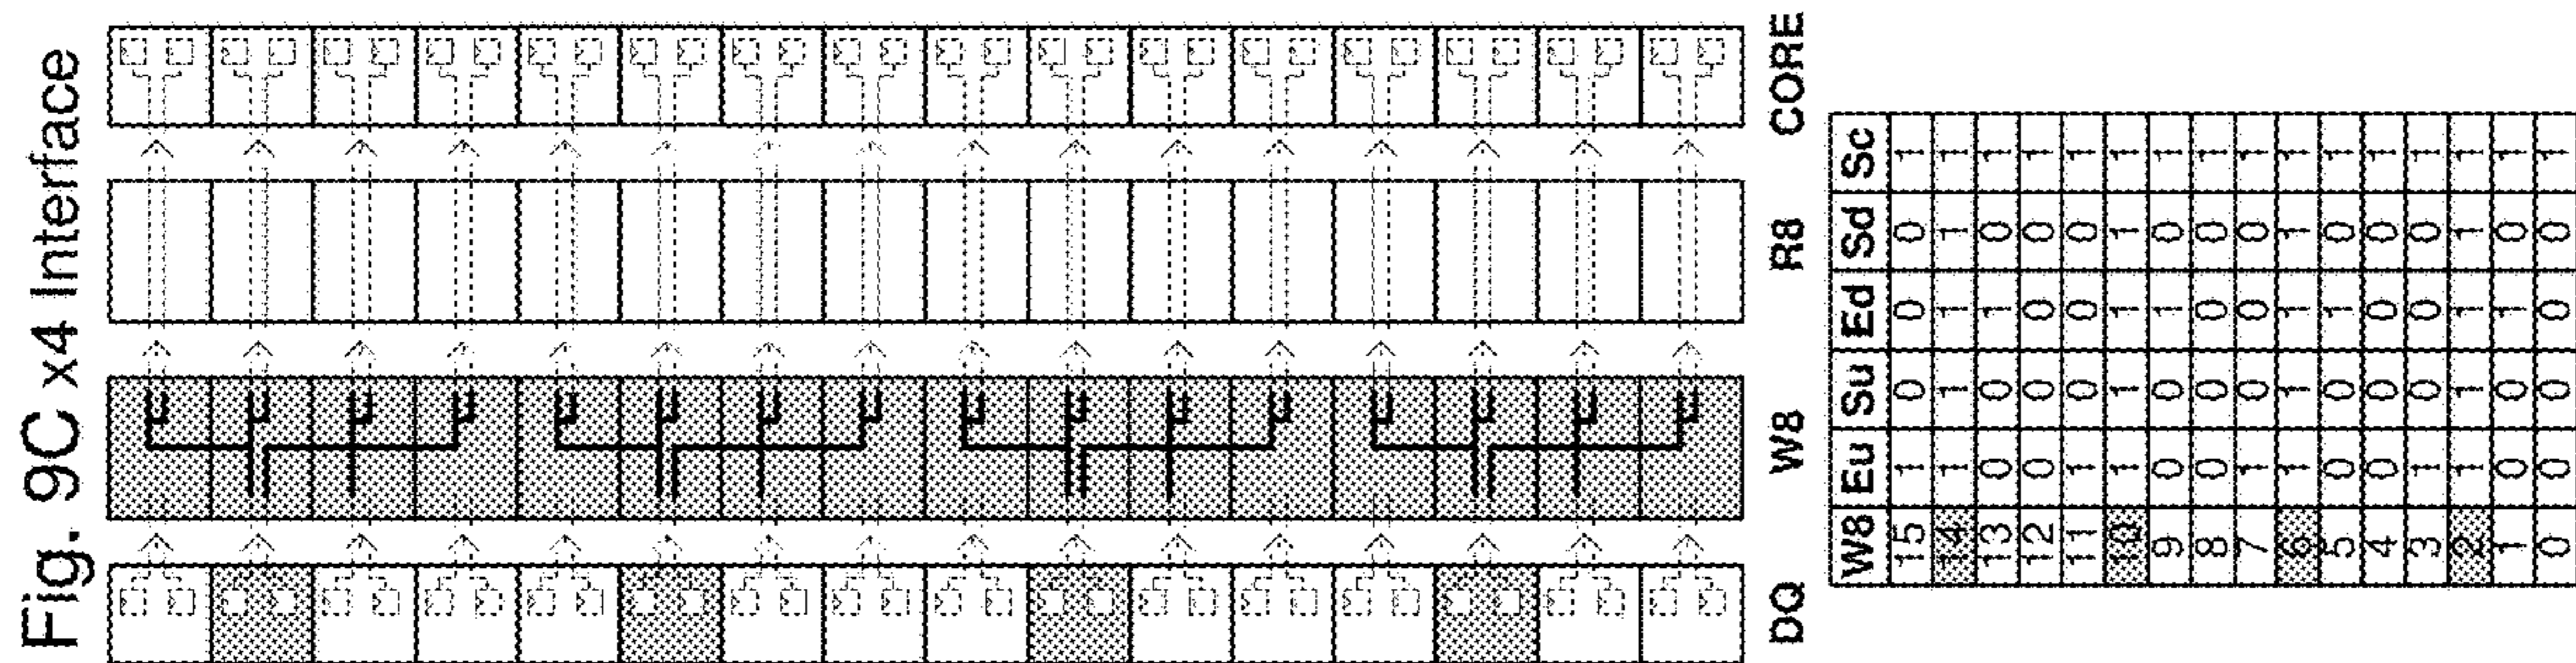 Fig. 9C x4 Interface
DQ W8 R8 CORE
W8 Eu Su Ed Sd Sc
15 1 0 0 0 1
14 1 1 1 1 1
13 0 0 1 0 1
12 0 0 0 0 1
11 1 0 0 0 1
10 1 1 1 1 1
9 0 0 1 0 1
8 0 0 0 0 1
7 1 0 0 0 1
6 1 1 1 1 1
5 0 0 1 0 1
4 0 0 0 0 1
3 1 0 0 0 1
2 1 1 1 1 1
1 0 0 1 0 1
0 0 0 0 0 1